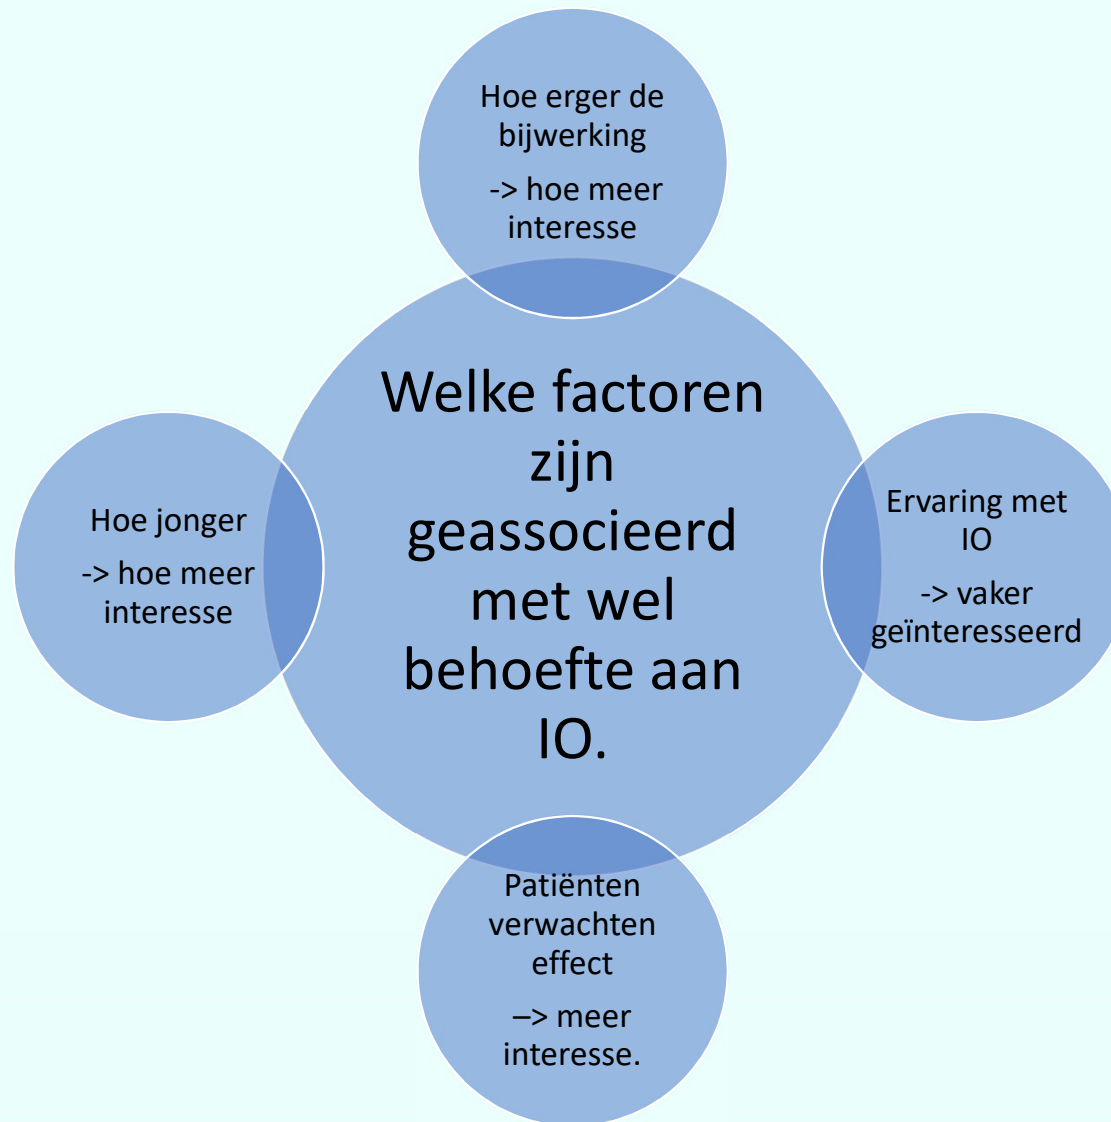 Hoe erger de
bijwerking
-> hoe meer
interesse
Welke factoren
zijn
geassocieerd
met wel
behoefte aan
IO.
Hoe jonger
-> hoe meer
interesse
Ervaring met
IO
-> vaker
geïnteresseerd
Patiënten
verwachten
effect
–> meer
interesse.